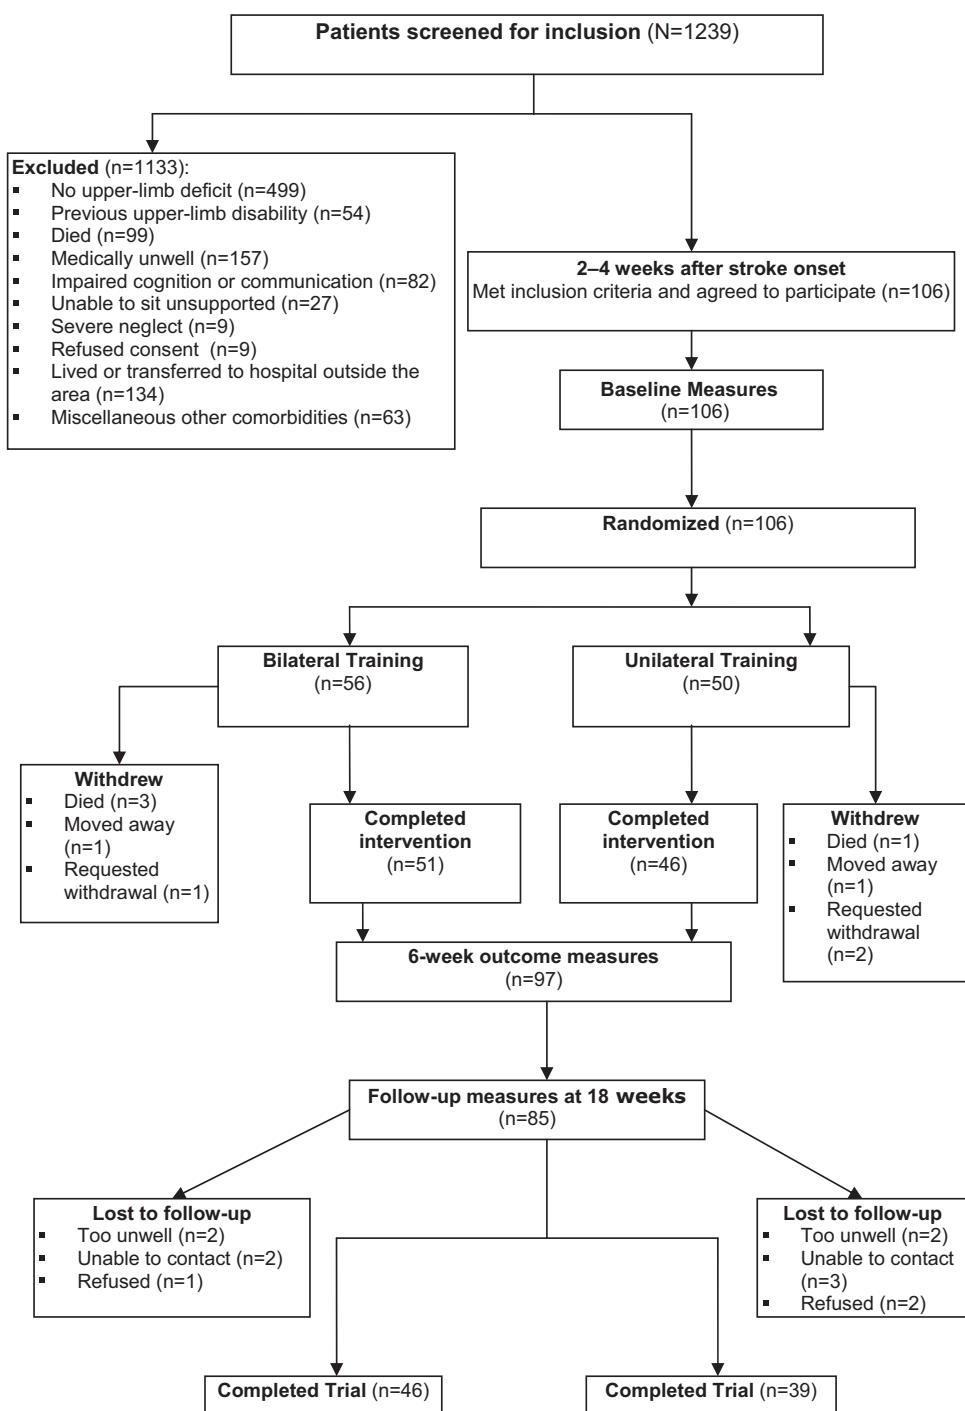 Patients screened for inclusion (N=1239)
Excluded (n=1133):
▪ No upper-limb deficit (n=499)
▪ Previous upper-limb disability (n=54)
▪ Died (n=99)
▪ Medically unwell (n=157)
▪ Impaired cognition or communication (n=82)
▪ Unable to sit unsupported (n=27)
▪ Severe neglect (n=9)
▪ Refused consent (n=9)
▪ Lived or transferred to hospital outside the
area (n=134)
▪ Miscellaneous other comorbidities (n=63)
2–4 weeks after stroke onset
Met inclusion criteria and agreed to participate (n=106)
Baseline Measures
(n=106)
Randomized (n=106)
Bilateral Training
(n=56)
Unilateral Training
(n=50)
Withdrew
▪ Died (n=3)
▪ Moved away
(n=1)
▪ Requested
withdrawal (n=1)
Completed
intervention
(n=51)
Completed
intervention
(n=46)
Withdrew
▪ Died (n=1)
▪ Moved away
(n=1)
▪ Requested
withdrawal
(n=2)
6-week outcome measures
(n=97)
Follow-up measures at 18 weeks
(n=85)
Lost to follow-up
▪ Too unwell (n=2)
▪ Unable to contact (n=2)
▪ Refused (n=1)
Lost to follow-up
▪ Too unwell (n=2)
▪ Unable to contact
(n=3)
▪ Refused (n=2)
Completed Trial (n=46)
Completed Trial (n=39)